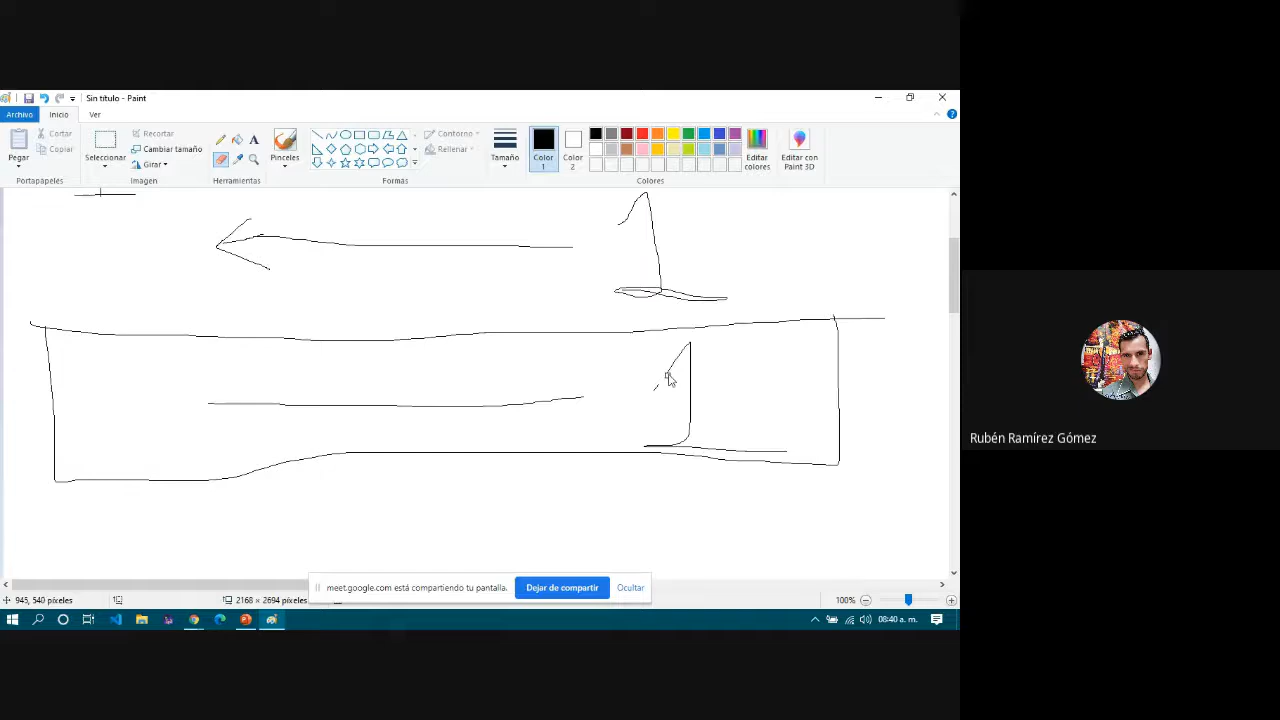 Sin título - Paint
Archivo Inicio Ver
Pegar
Cortar
Copiar
Portapapeles
Seleccionar
Recortar
Cambiar tamaño
Girar
Imagen
A
Herramientas
Pinceles
Contorno
Rellenar
Formas
Tamaño
Color 1
Color 2
Editar colores
Editar con Paint 3D
Colores
1
1
Rubén Ramírez Gómez
meet.google.com está compartiendo tu pantalla.
Dejar de compartir
Ocultar
945, 540 píxeles
2168 × 2694 píxeles
100%
08:40 a. m.